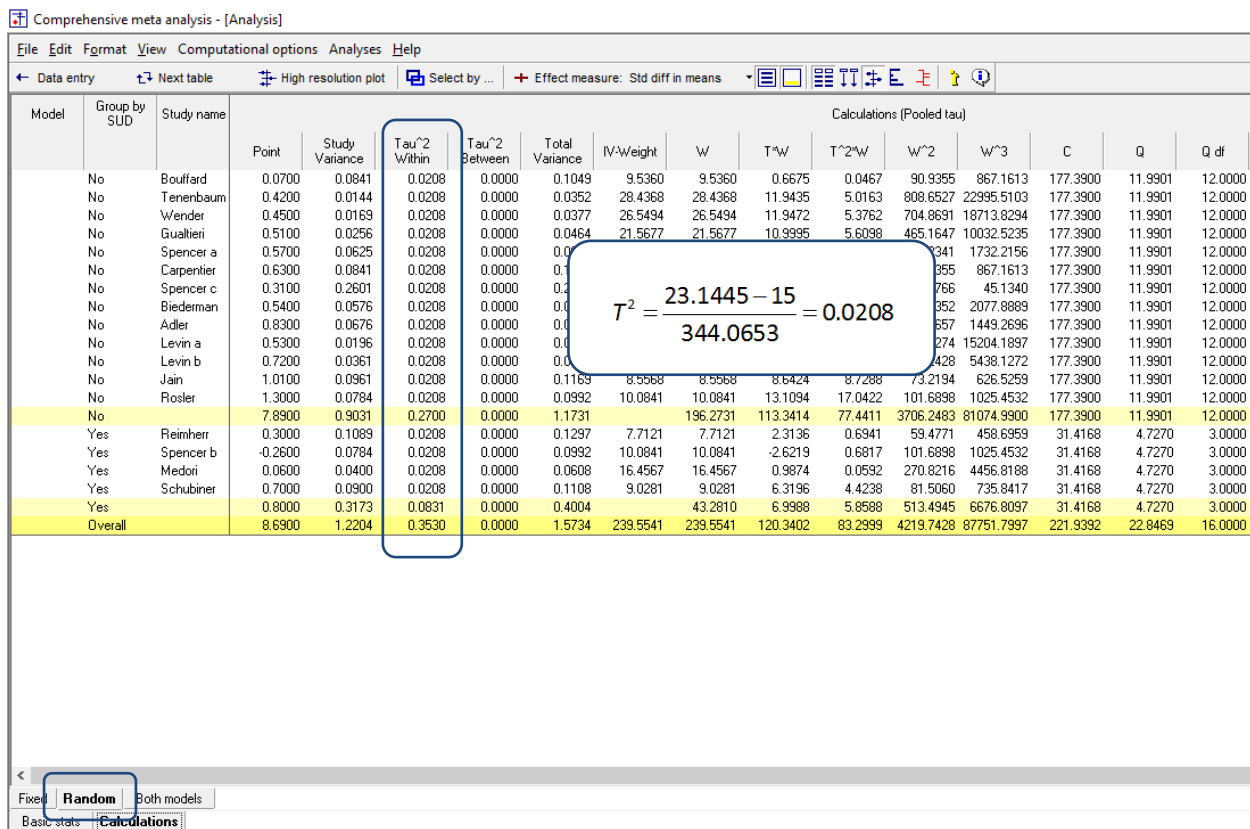 Comprehensive meta analysis - [Analysis]
File Edit Format View Computational options Analyses Help
Data entry Next table High resolution plot Select by ... Effect measure: Std diff in means
Model Group by SUD Study name Calculations (Pooled tau)
Point Study Variance Tau^2 Within Tau^2 Between Total Variance IV-Weight W T*W T^2*W W^2 W^3 C Q Q df
No Bouffard 0.0700 0.0841 0.0208 0.0000 0.1049 9.5360 9.5360 0.6675 0.0467 90.9355 867.1613 177.3900 11.9901 12.0000
No Tenenbaum 0.4200 0.0144 0.0208 0.0000 0.0352 28.4368 28.4368 11.9435 5.0163 808.6527 22995.5103 177.3900 11.9901 12.0000
No Wender 0.4500 0.0169 0.0208 0.0000 0.0377 26.5494 26.5494 11.9472 5.3762 704.8691 18713.8294 177.3900 11.9901 12.0000
No Gualtieri 0.5100 0.0256 0.0208 0.0000 0.0464 21.5677 21.5677 10.9995 5.6098 465.1647 10032.5235 177.3900 11.9901 12.0000
No Spencer a 0.5700 0.0625 0.0208 0.0000 1732.2156 177.3900 11.9901 12.0000
No Carpentier 0.6300 0.0841 0.0208 0.0000 867.1613 177.3900 11.9901 12.0000
No Spencer c 0.3100 0.2601 0.0208 0.0000 45.1340 177.3900 11.9901 12.0000
No Biederman 0.5400 0.0576 0.0208 0.0000 2077.8889 177.3900 11.9901 12.0000
No Adler 0.8300 0.0676 0.0208 0.0000 1449.2696 177.3900 11.9901 12.0000
No Levin a 0.5300 0.0196 0.0208 0.0000 15204.1897 177.3900 11.9901 12.0000
No Levin b 0.7200 0.0361 0.0208 0.0000 5438.1272 177.3900 11.9901 12.0000
No Jain 1.0100 0.0961 0.0208 0.0000 0.1169 8.5568 8.5568 8.6424 8.7288 73.2194 626.5259 177.3900 11.9901 12.0000
No Rosler 1.3000 0.0784 0.0208 0.0000 0.0992 10.0841 10.0841 13.1094 17.0422 101.6898 1025.4532 177.3900 11.9901 12.0000
No 7.8900 0.9031 0.2700 0.0000 1.1731 196.2731 113.3414 77.4411 3706.2483 81074.9900 177.3900 11.9901 12.0000
Yes Reimherr 0.3000 0.1089 0.0208 0.0000 0.1297 7.7121 7.7121 2.3136 0.6941 59.4771 458.6959 31.4168 4.7270 3.0000
Yes Spencer b -0.2600 0.0784 0.0208 0.0000 0.0992 10.0841 10.0841 -2.6219 0.6817 101.6898 1025.4532 31.4168 4.7270 3.0000
Yes Medori 0.0600 0.0400 0.0208 0.0000 0.0608 16.4567 16.4567 0.9874 0.0592 270.8216 4456.8188 31.4168 4.7270 3.0000
Yes Schubiner 0.7000 0.0900 0.0208 0.0000 0.1108 9.0281 9.0281 6.3196 4.4238 81.5060 735.8417 31.4168 4.7270 3.0000
Yes 0.8000 0.3173 0.0831 0.0000 0.4004 43.2810 6.9988 5.8588 513.4945 6676.8097 31.4168 4.7270 3.0000
Overall 8.6900 1.2204 0.3530 0.0000 1.5734 239.5541 239.5541 120.3402 83.2999 4219.7428 87751.7997 221.9392 22.8469 16.0000
T² = (23.1445 − 15) / 344.0653 = 0.0208
Fixed Random Both models
Basic stats Calculations